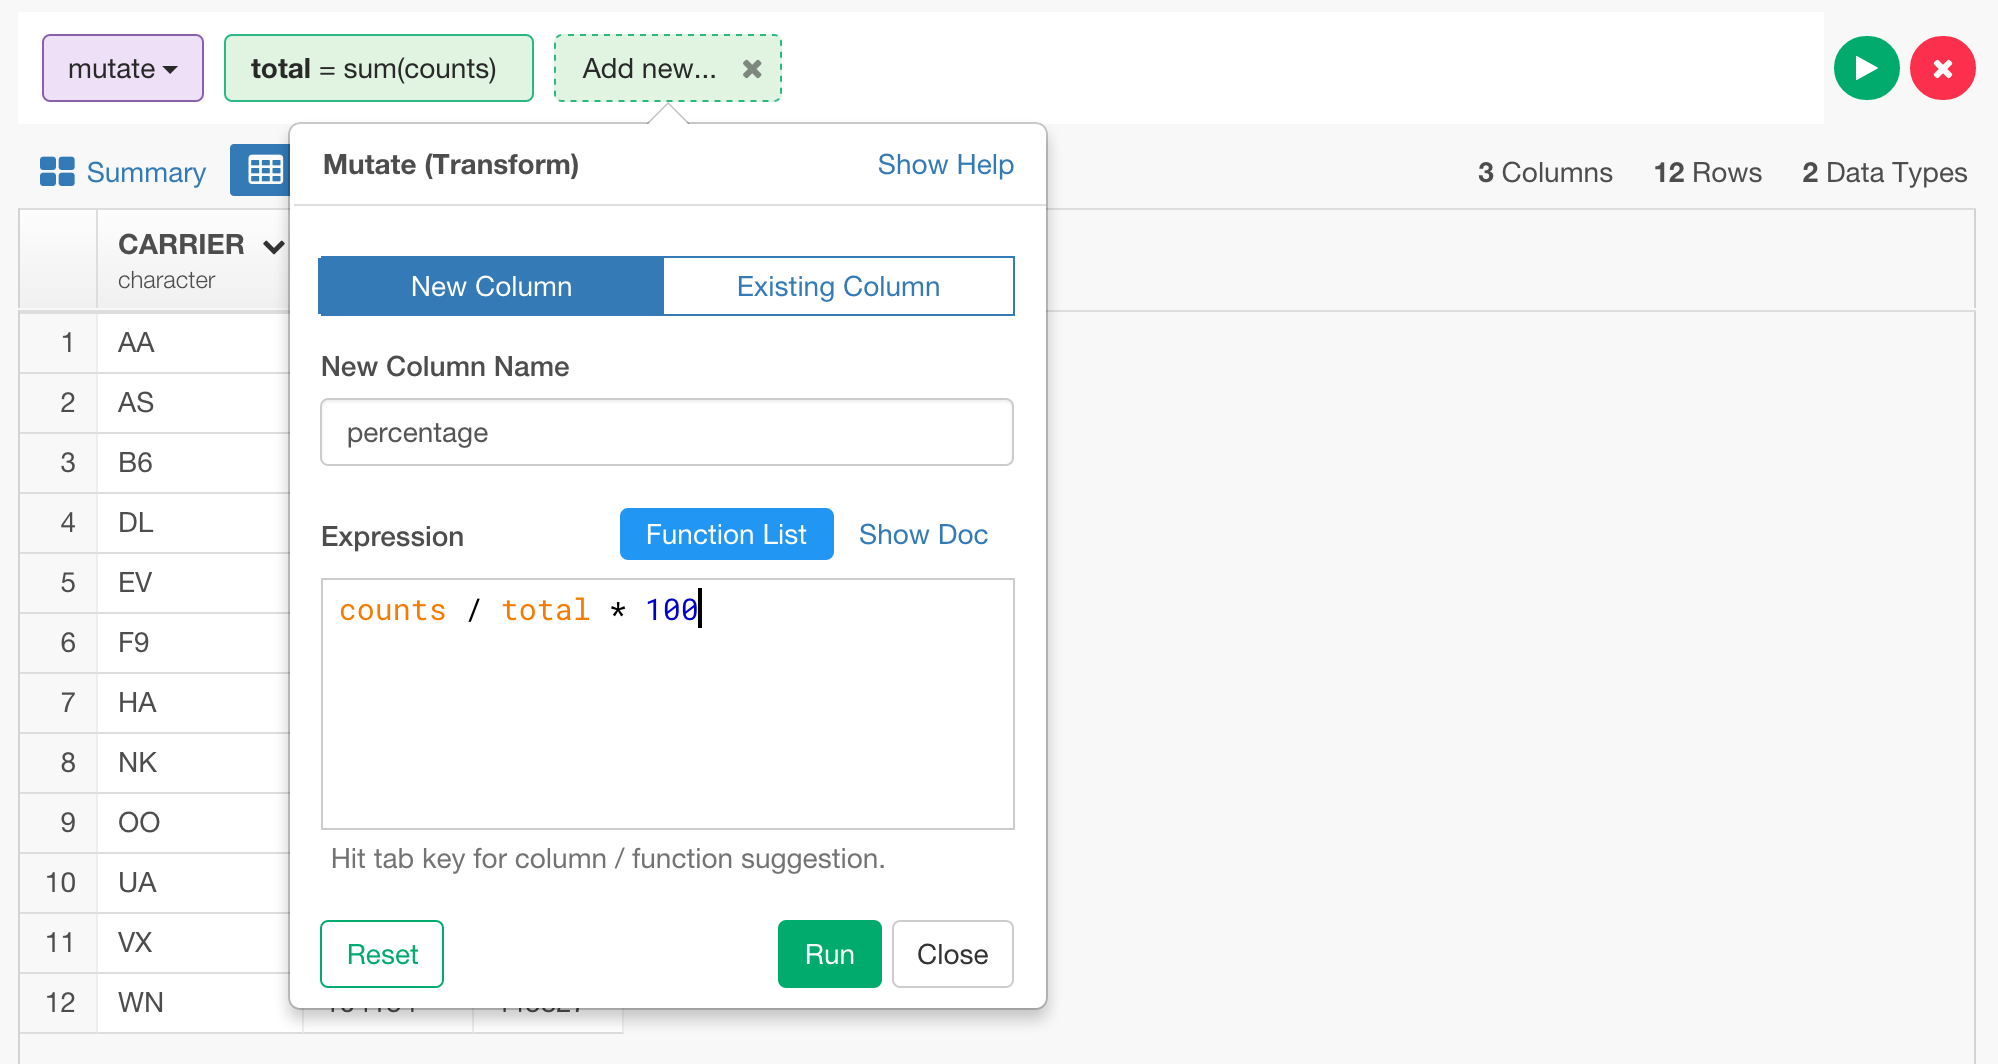 mutate
total = sum(counts)
Add new...
Mutate (Transform)
Show Help
Summary
3 Columns
12 Rows
2 Data Types
CARRIER
character
New Column
Existing Column
New Column Name
percentage
Expression
Function List
Show Doc
counts / total * 100
Hit tab key for column / function suggestion.
Reset
Run
Close
1 AA
2 AS
3 B6
4 DL
5 EV
6 F9
7 HA
8 NK
9 OO
10 UA
11 VX
12 WN